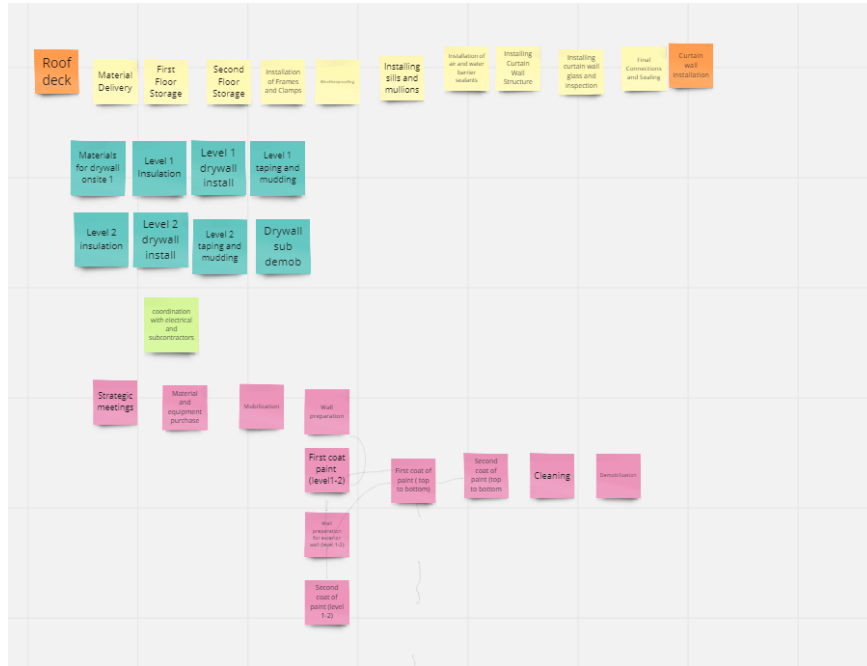 Roof
deck
Material
Delivery
First
Floor
Storage
Second
Floor
Storage
Installation
of Frames
and Clamps
Weatherproofing
Installing
sills and
mullions
Installation of
air and water
barrier
sealants
Installing
Curtain
Wall
Structure
Installing
curtain wall
glass and
inspection
Final
Connections
and Sealing
Curtain
wall
installation
Materials
for drywall
onsite 1
Level 1
Insulation
Level 1
drywall
install
Level 1
taping and
mudding
Level 2
insulation
Level 2
drywall
install
Level 2
taping and
mudding
Drywall
sub
demob
coordination
with electrical
and
subcontractors
Strategic
meetings
Material
and
equipment
purchase
Mobilization
Wall
preparation
First coat
paint
(level1-2)
First coat of
paint ( top
to bottom)
Second
coat of
paint (top
to bottom
Cleaning
Demobilization
Wall
preparation
for exterior
wall (level 1-2)
Second
coat of
paint (level
1-2)